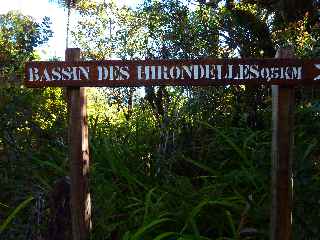 BASSIN DES HIRONDELLES 0,5KM